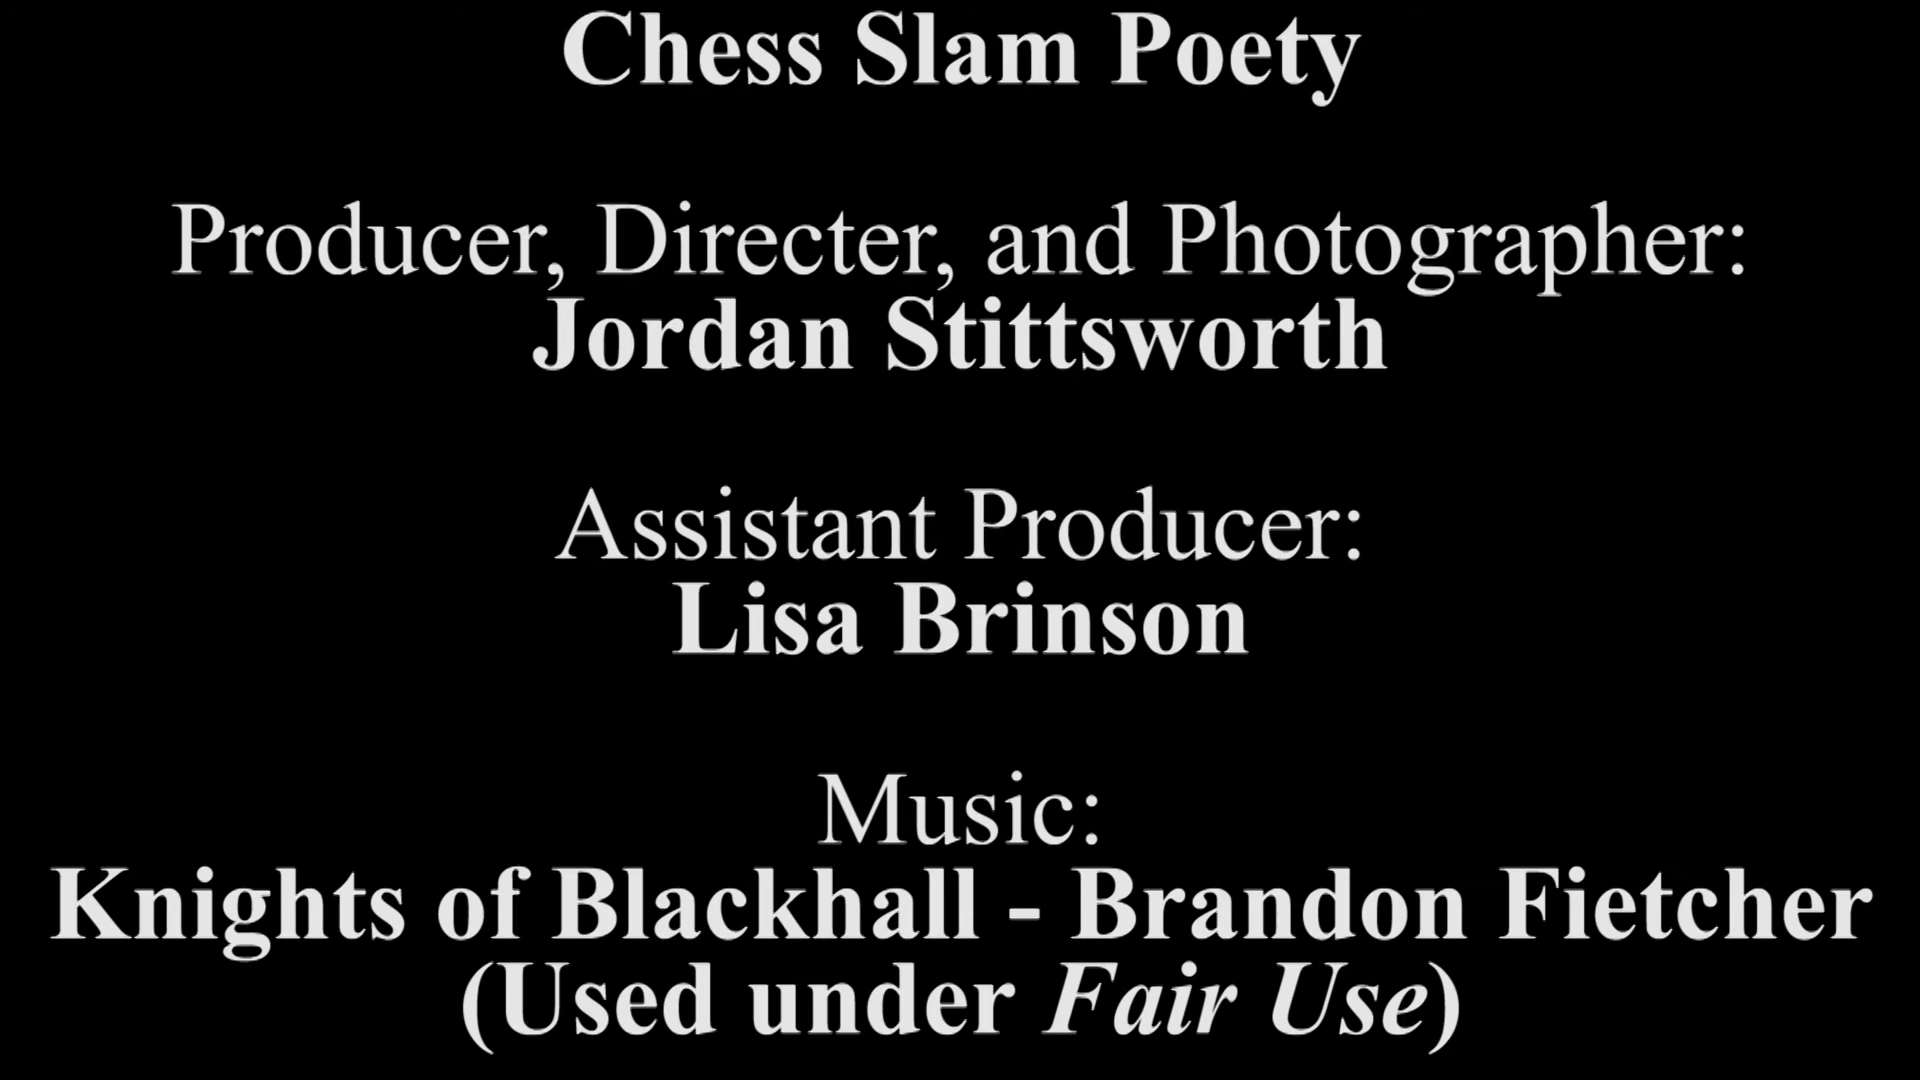 Chess Slam Poety
Producer, Directer, and Photographer:
Jordan Stittsworth
Assistant Producer:
Lisa Brinson
Music:
Knights of Blackhall - Brandon Fietcher
(Used under Fair Use)